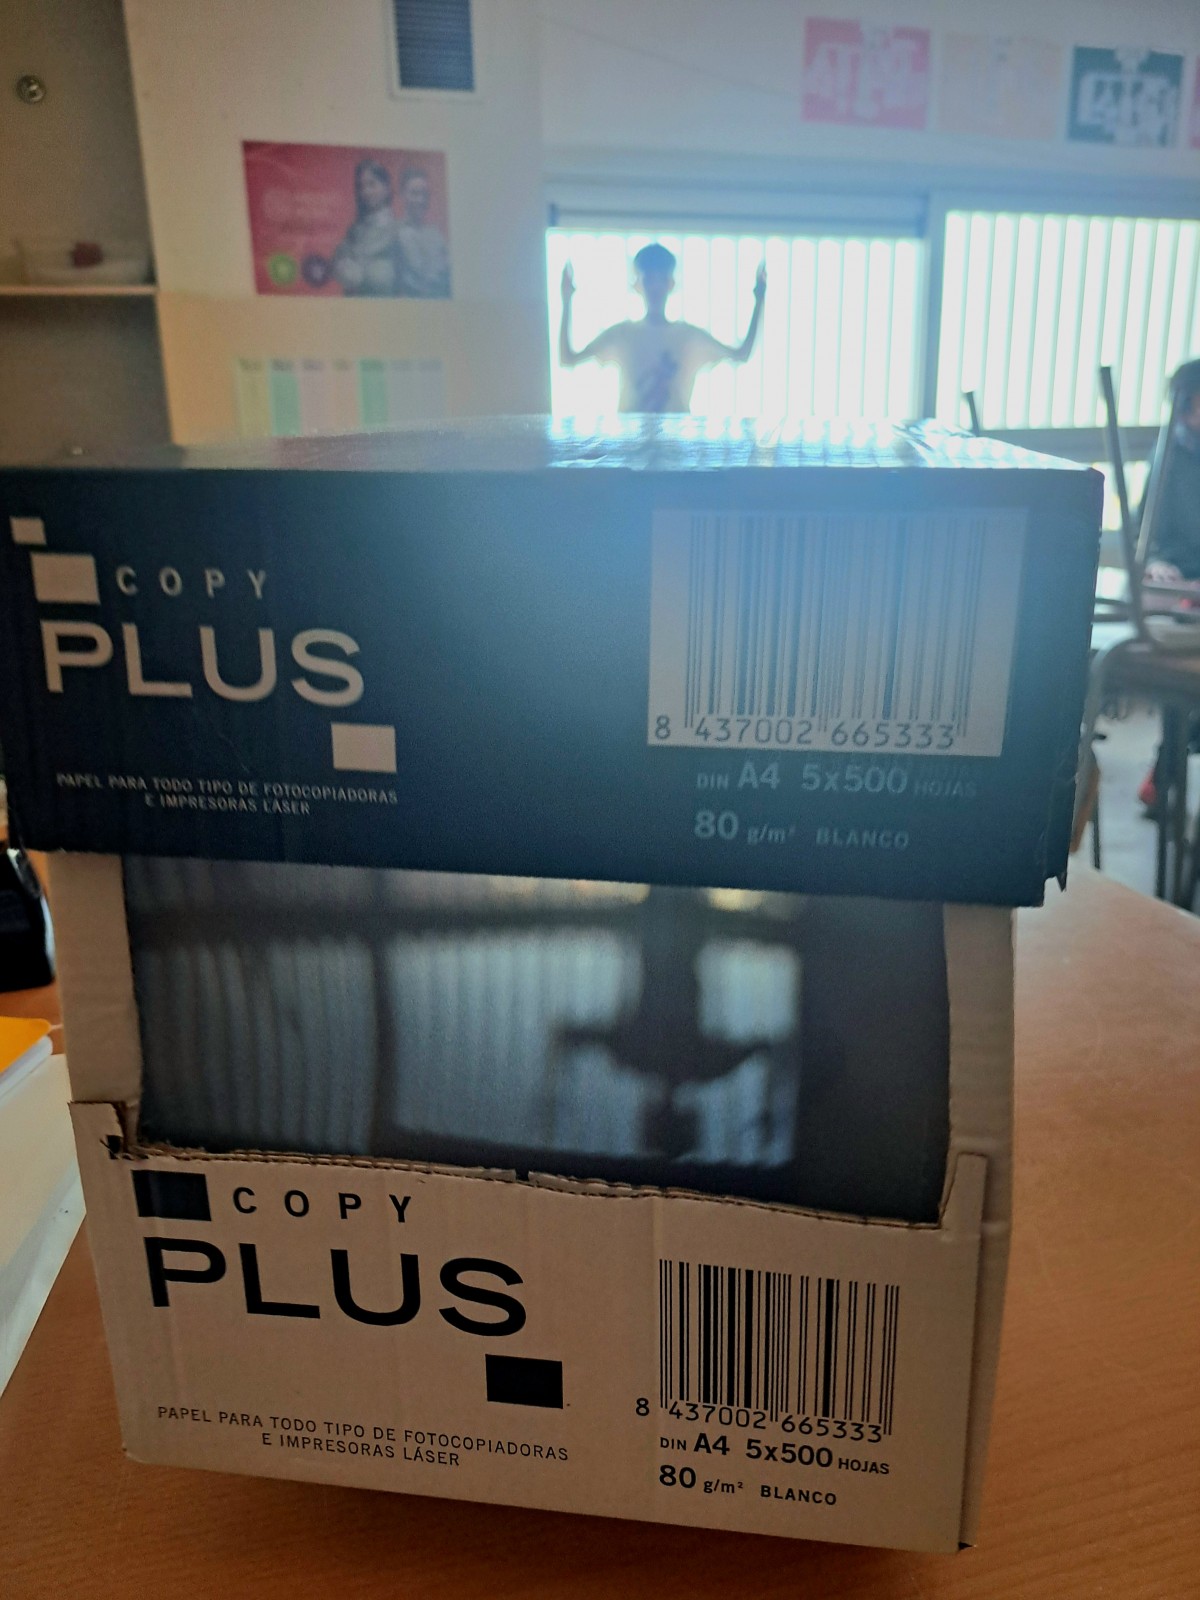 COPY
PLUS
PAPEL PARA TODO TIPO DE FOTOCOPIADORAS
E IMPRESORAS LÁSER
8 437002 665333
DIN A4 5x500 HOJAS
80 g/m² BLANCO
COPY
PLUS
PAPEL PARA TODO TIPO DE FOTOCOPIADORAS
E IMPRESORAS LÁSER
8 437002 665333
DIN A4 5x500 HOJAS
80 g/m² BLANCO